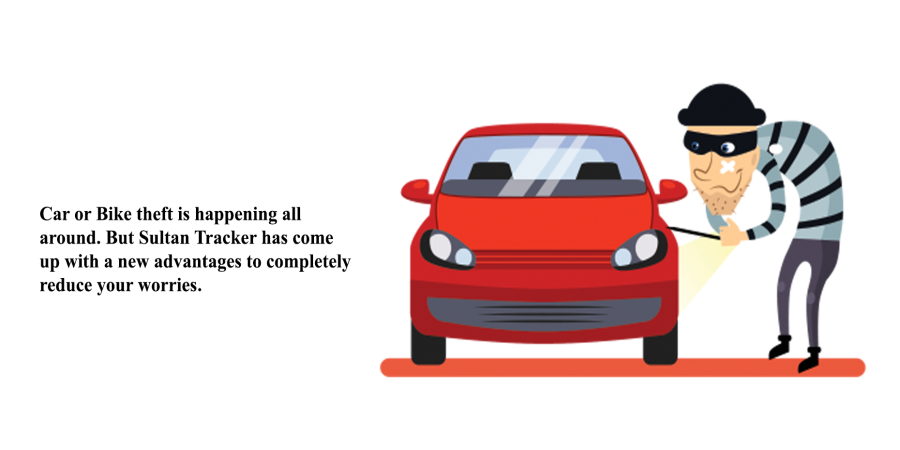 Car or Bike theft is happening all
around. But Sultan Tracker has come
up with a new advantages to completely
reduce your worries.